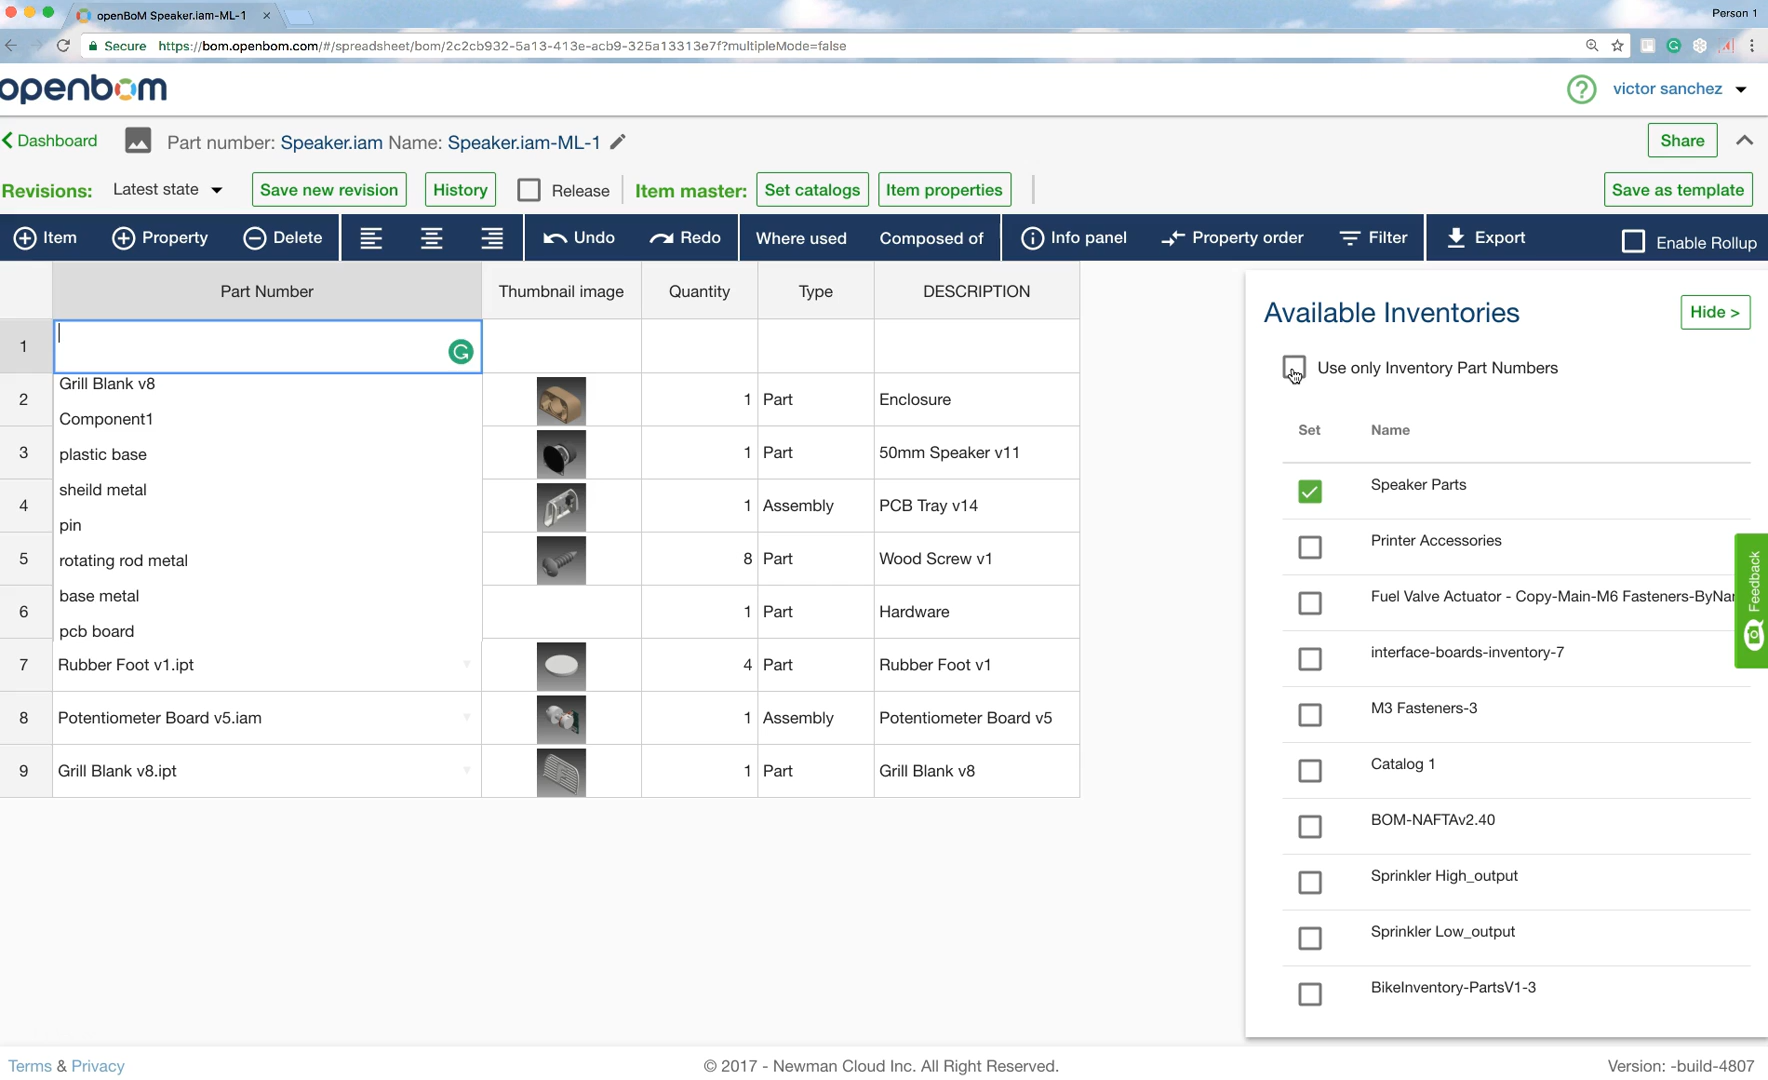 openBoM Speaker.iam-ML-1
Person 1
Secure https://bom.openbom.com/#/spreadsheet/bom/2c2cb932-5a13-413e-acb9-325a13313e7f?multipleMode=false
openbom
? victor sanchez
Dashboard Part number: Speaker.iam Name: Speaker.iam-ML-1 Share
Revisions: Latest state Save new revision History Release Item master: Set catalogs Item properties Save as template
Item Property Delete Undo Redo Where used Composed of Info panel Property order Filter Export Enable Rollup
Part Number Thumbnail image Quantity Type DESCRIPTION
1
Grill Blank v8
Component1
plastic base
sheild metal
pin
rotating rod metal
base metal
pcb board
2 1 Part Enclosure
3 1 Part 50mm Speaker v11
4 1 Assembly PCB Tray v14
5 8 Part Wood Screw v1
6 1 Part Hardware
7 Rubber Foot v1.ipt 4 Part Rubber Foot v1
8 Potentiometer Board v5.iam 1 Assembly Potentiometer Board v5
9 Grill Blank v8.ipt 1 Part Grill Blank v8
Available Inventories Hide >
Use only Inventory Part Numbers
Set Name
Speaker Parts
Printer Accessories
Fuel Valve Actuator - Copy-Main-M6 Fasteners-ByNar
interface-boards-inventory-7
M3 Fasteners-3
Catalog 1
BOM-NAFTAv2.40
Sprinkler High_output
Sprinkler Low_output
BikeInventory-PartsV1-3
Feedback
Terms & Privacy © 2017 - Newman Cloud Inc. All Right Reserved. Version: -build-4807